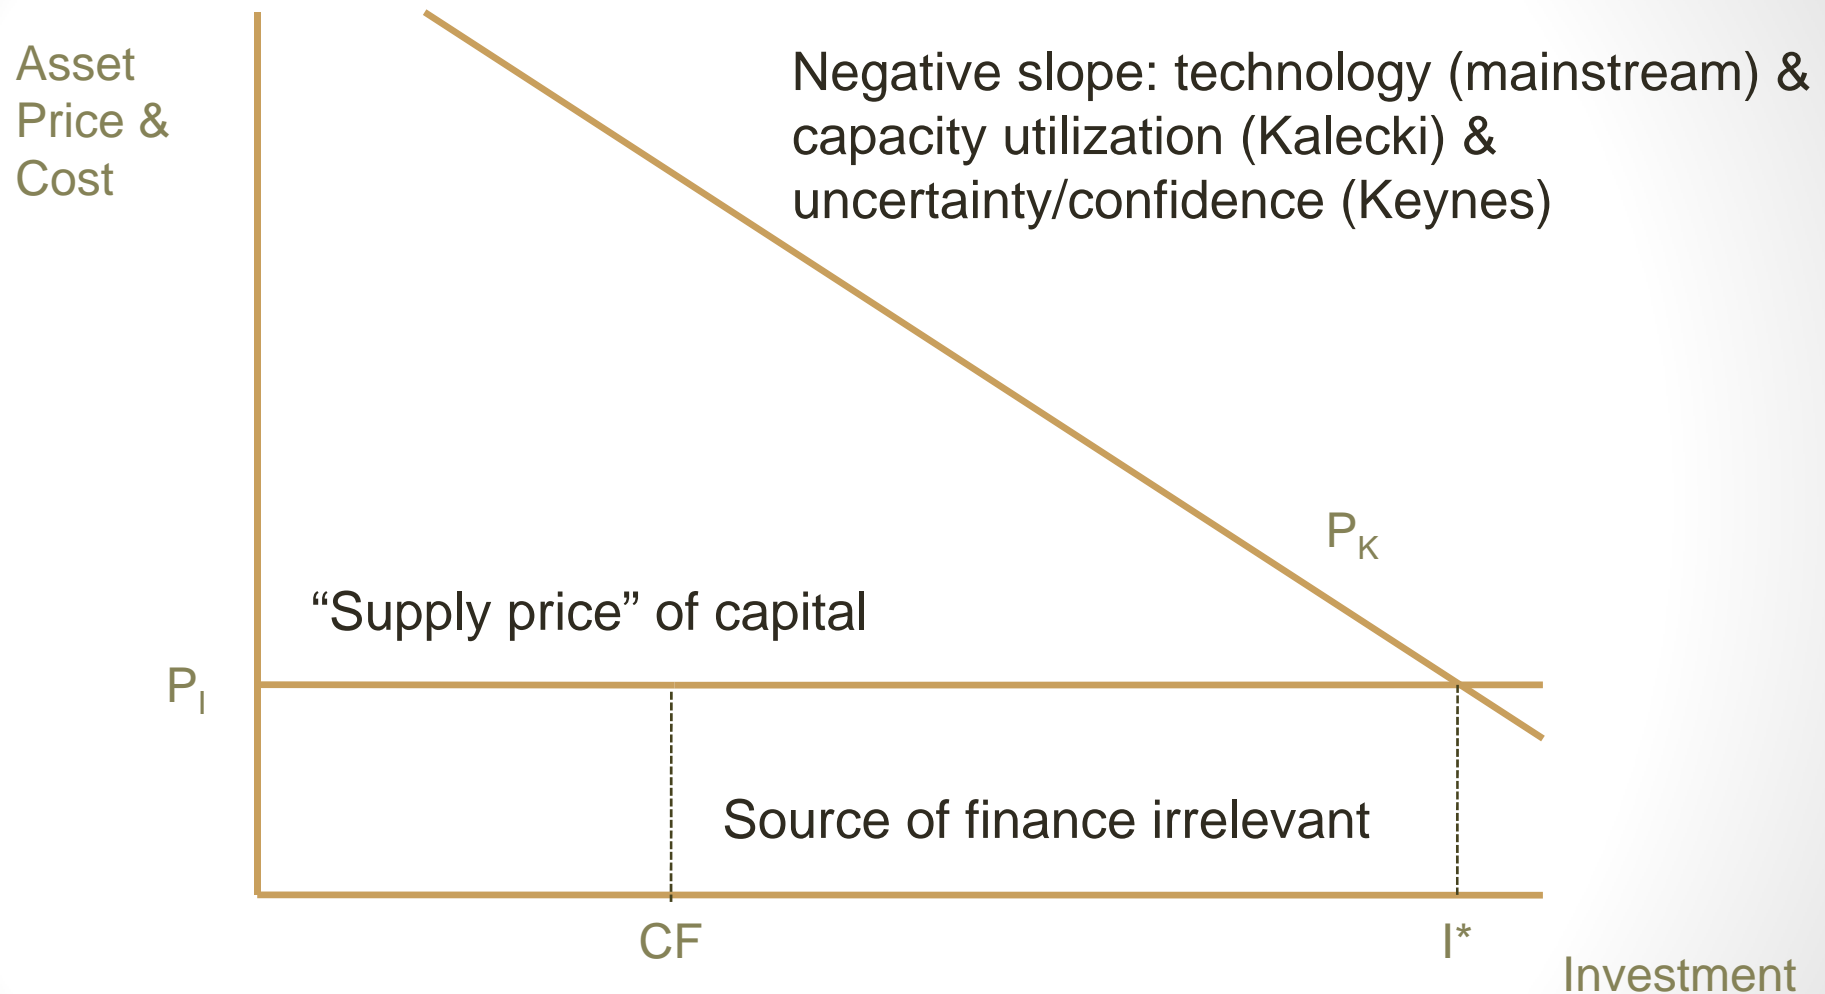 Asset
Price &
Cost
Negative slope: technology (mainstream) &
capacity utilization (Kalecki) &
uncertainty/confidence (Keynes)
PK
“Supply price” of capital
PI
Source of finance irrelevant
CF
I*
Investment